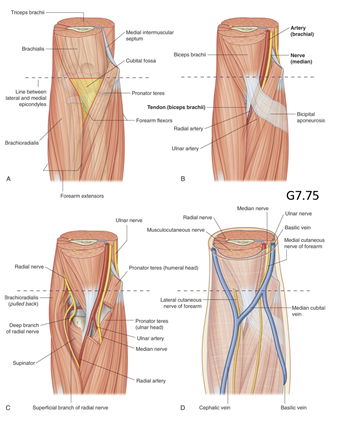 Triceps brachii
Brachialis
Medial intermuscular
septum
Cubital fossa
Line between
lateral and medial
epicondyles
Pronator teres
Forearm flexors
Brachioradialis
Forearm extensors
A
Artery
(brachial)
Biceps brachii
Nerve
(median)
Tendon (biceps brachii)
Radial artery
Bicipital
aponeurosis
Ulnar artery
B
G7.75
Ulnar nerve
Radial nerve
Pronator teres (humeral head)
Brachioradialis
(pulled back)
Deep branch
of radial nerve
Pronator teres
(ulnar head)
Ulnar artery
Median nerve
Supinator
Radial artery
C
Superficial branch of radial nerve
Median nerve
Radial nerve
Ulnar nerve
Musculocutaneous nerve
Basilic vein
Medial cutaneous
nerve of forearm
Lateral cutaneous
nerve of forearm
Median cubital
vein
D
Cephalic vein
Basilic vein